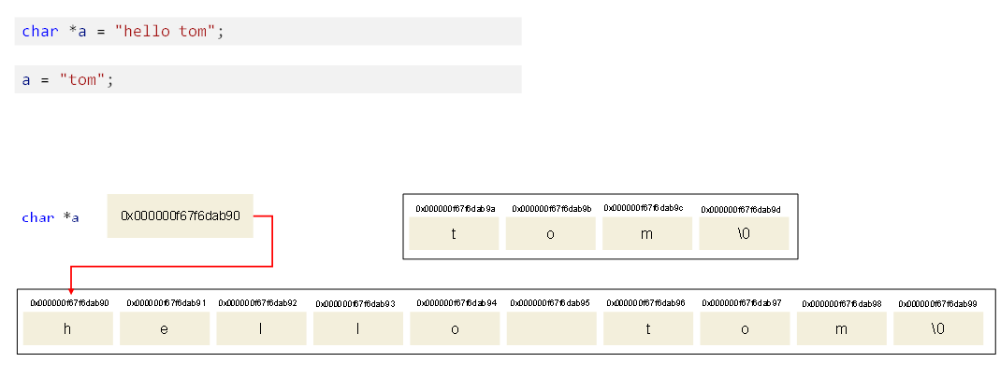 char *a = "hello tom";
a = "tom";
char *a
0x000000f67f6dab90
0x000000f67f6dab9a 0x000000f67f6dab9b 0x000000f67f6dab9c 0x000000f67f6dab9d
t o m \0
0x000000f67f6dab90 0x000000f67f6dab91 0x000000f67f6dab92 0x000000f67f6dab93 0x000000f67f6dab94 0x000000f67f6dab95 0x000000f67f6dab96 0x000000f67f6dab97 0x000000f67f6dab98 0x000000f67f6dab99
h e l l o t o m \0